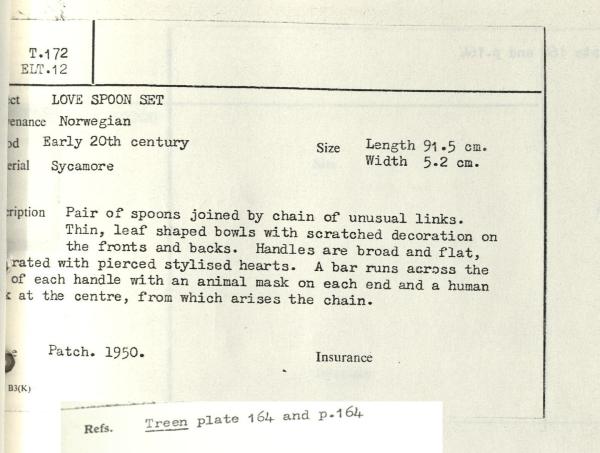 T.172
ELT.12
ect LOVE SPOON SET
enance Norwegian
od Early 20th century
Size Length 91.5 cm.
erial Sycamore
Width 5.2 cm.
cription Pair of spoons joined by chain of unusual links.
Thin, leaf shaped bowls with scratched decoration on
the fronts and backs. Handles are broad and flat,
rated with pierced stylised hearts. A bar runs across the
of each handle with an animal mask on each end and a human
k at the centre, from which arises the chain.
e Patch. 1950.
Insurance
B3(K)
Refs. Treen plate 164 and p.164